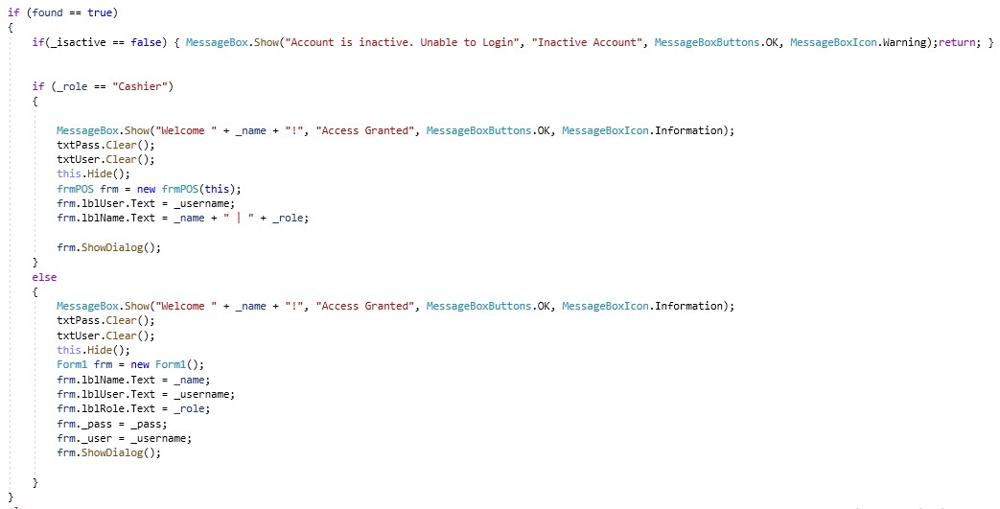 if (found == true)
{
if(_isactive == false) { MessageBox.Show("Account is inactive. Unable to Login", "Inactive Account", MessageBoxButtons.OK, MessageBoxIcon.Warning);return; }
if (_role == "Cashier")
{
MessageBox.Show("Welcome " + _name + "!", "Access Granted", MessageBoxButtons.OK, MessageBoxIcon.Information);
txtPass.Clear();
txtUser.Clear();
this.Hide();
frmPOS frm = new frmPOS(this);
frm.lblUser.Text = _username;
frm.lblName.Text = _name + " | " + _role;
frm.ShowDialog();
}
else
{
MessageBox.Show("Welcome " + _name + "!", "Access Granted", MessageBoxButtons.OK, MessageBoxIcon.Information);
txtPass.Clear();
txtUser.Clear();
this.Hide();
Form1 frm = new Form1();
frm.lblName.Text = _name;
frm.lblUser.Text = _username;
frm.lblRole.Text = _role;
frm._pass = _pass;
frm._user = _username;
frm.ShowDialog();
}
}